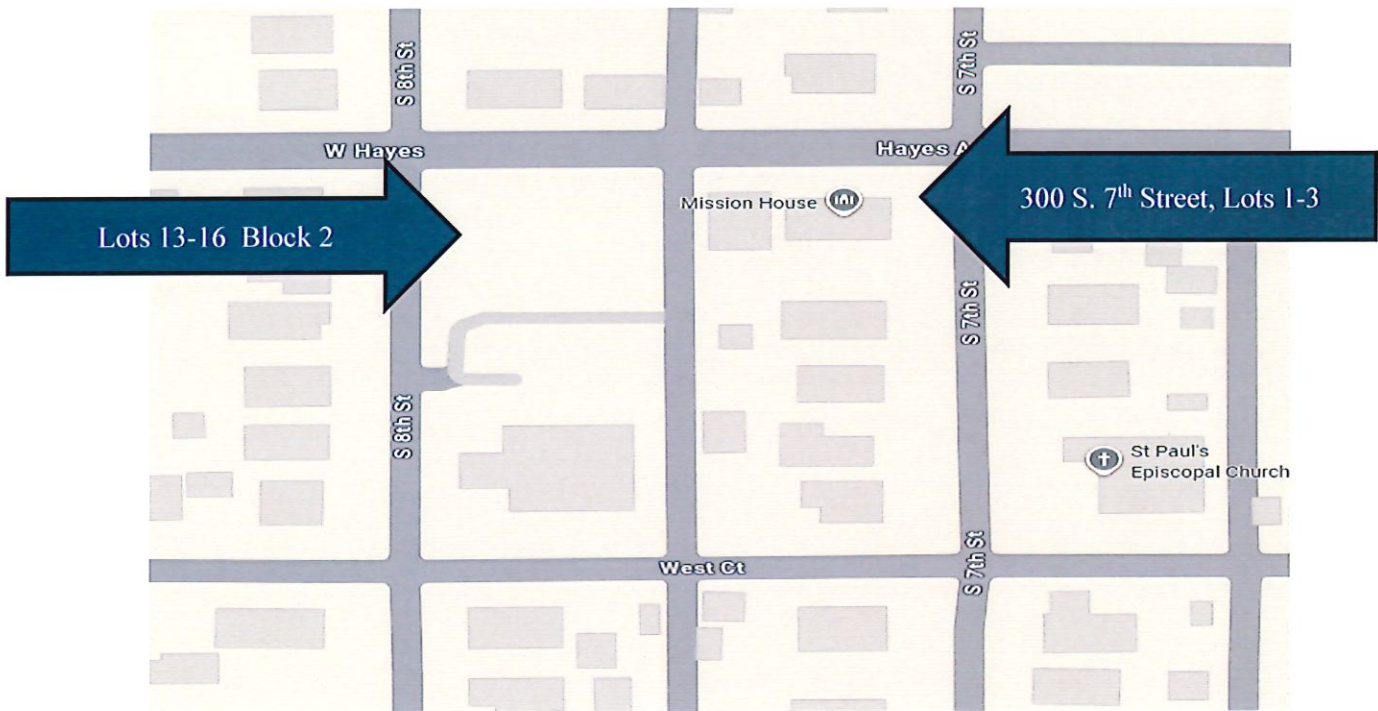 S 8th St
S 7th St
W Hayes
Hayes A
Mission House
300 S. 7th Street, Lots 1-3
Lots 13-16 Block 2
S 7th St
S 8th St
St Paul's
Episcopal Church
West Ct
S 7th St